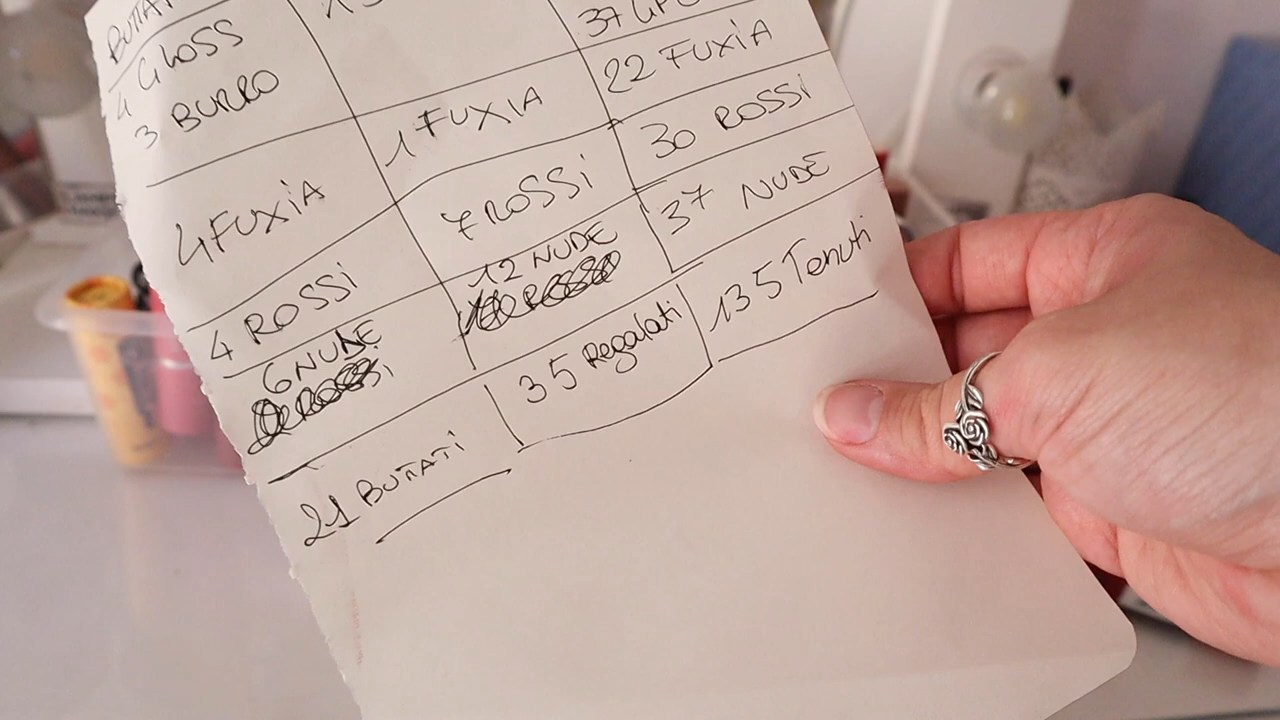 4 GLOSS
3 BURRO
4 FUXIA
4 ROSSI
6 NUDE
21 BUTTATI
1 FUXIA
7 ROSSI
12 NUDE
35 Regalati
37
22 FUXIA
30 ROSSI
37 NUDE
135 Tenuti